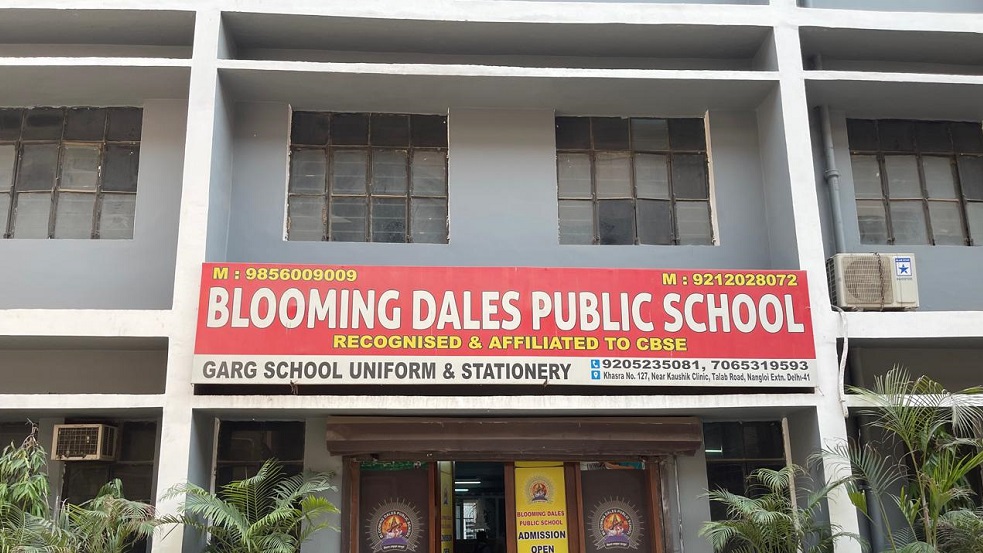 M : 9856009009
M : 9212028072
BLOOMING DALES PUBLIC SCHOOL
RECOGNISED & AFFILIATED TO CBSE
GARG SCHOOL UNIFORM & STATIONERY
9205235081, 7065319593
Khasra No. 127, Near Kaushik Clinic, Talab Road, Nangloi Extn. Delhi-41
BLOOMING DALES
PUBLIC SCHOOL
ADMISSION
OPEN